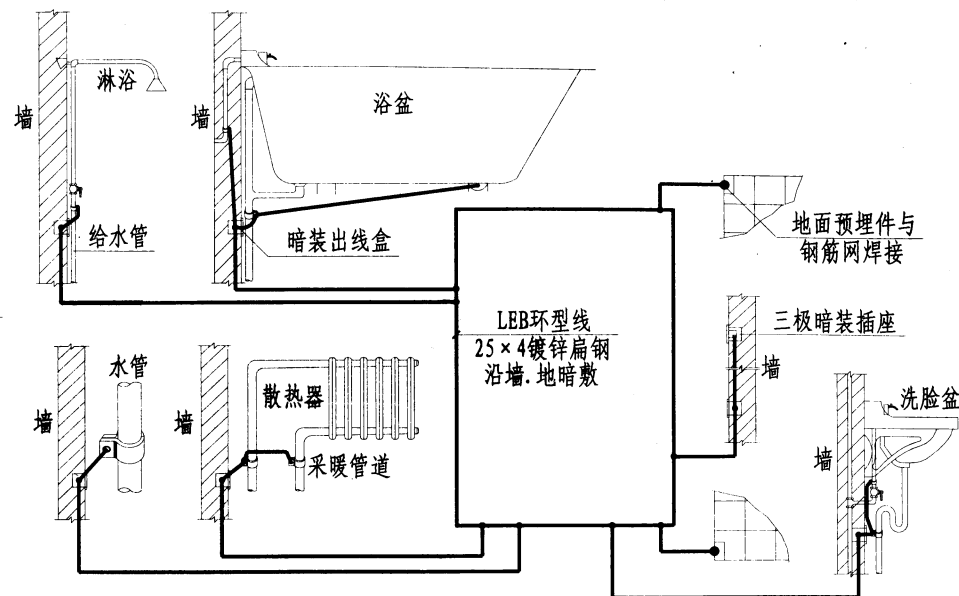 淋浴
墙
给水管
墙
浴盆
暗装出线盒
地面预埋件与
钢筋网焊接
LEB环型线
25×4镀锌扁钢
沿墙.地暗敷
三极暗装插座
墙
水管
墙
墙
散热器
采暖管道
洗脸盆
墙